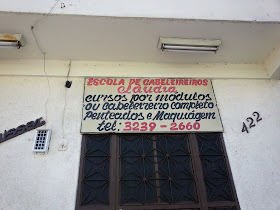 ESCOLA DE CABELEIREIROS
Claudia
cursos por módulos
ou Cabeleireiro completo
Penteados e Maquiagem
tel: 3239-2660
422